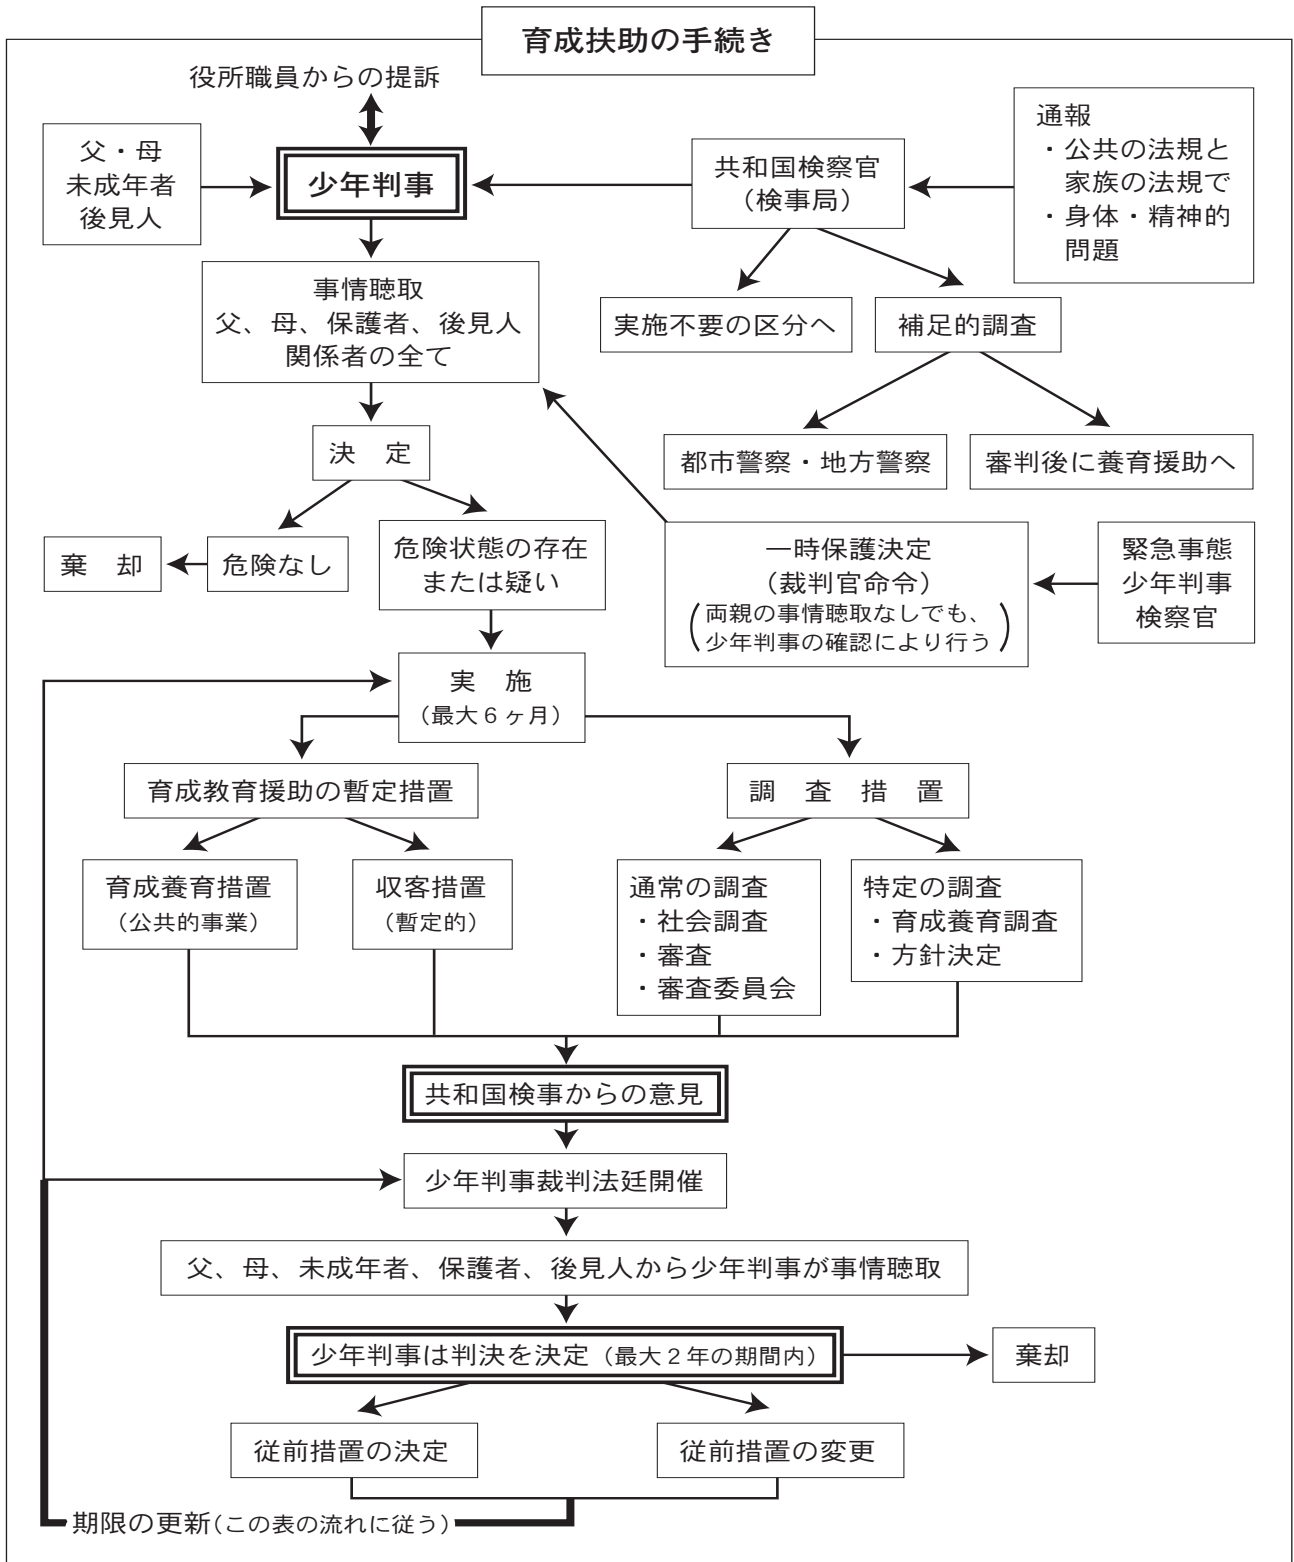 育成扶助の手続き
役所職員からの提訴
父・母
未成年者
後見人
少年判事
共和国検察官
（検事局）
通報
・公共の法規と
家族の法規で
・身体・精神的
問題
事情聴取
父、母、保護者、後見人
関係者の全て
実施不要の区分へ
補足的調査
決　定
都市警察・地方警察
審判後に養育援助へ
棄　却
危険なし
危険状態の存在
または疑い
一時保護決定
（裁判官命令）
（両親の事情聴取なしでも、
少年判事の確認により行う）
緊急事態
少年判事
検察官
実　施
（最大６ヶ月）
育成教育援助の暫定措置
調　査　措　置
育成養育措置
（公共的事業）
収客措置
（暫定的）
通常の調査
・社会調査
・審査
・審査委員会
特定の調査
・育成養育調査
・方針決定
共和国検事からの意見
少年判事裁判法廷開催
父、母、未成年者、保護者、後見人から少年判事が事情聴取
少年判事は判決を決定（最大２年の期間内）
棄却
従前措置の決定
従前措置の変更
期限の更新（この表の流れに従う）